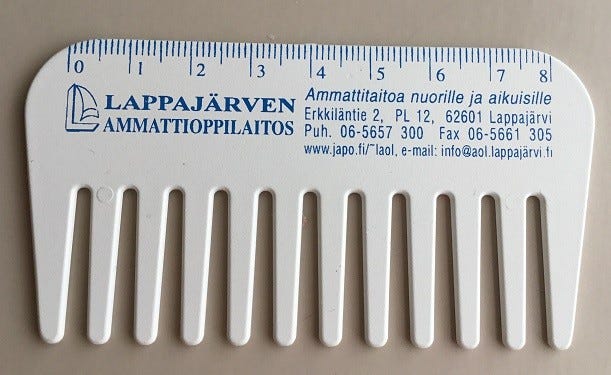 0 1 2 3 4 5 6 7 8
LAPPAJÄRVEN
AMMATTIOPPILAITOS
Ammattitaitoa nuorille ja aikuisille
Erkkiläntie 2, PL 12, 62601 Lappajärvi
Puh. 06-5657 300 Fax 06-5661 305
www.japo.fi/~laol, e-mail: info@aol.lappajärvi.fi